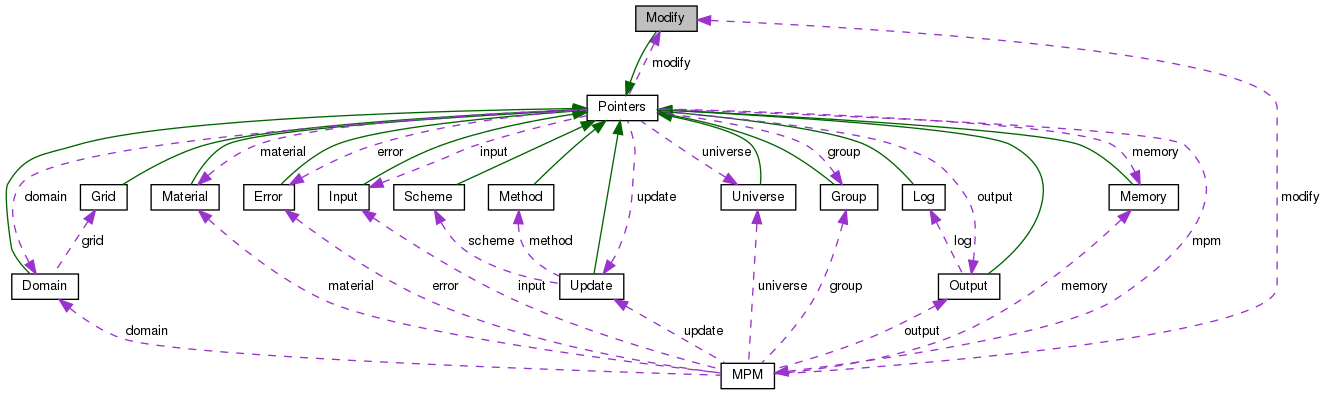 Modify
modify
Pointers
material
error
input
universe
group
memory
domain
Grid
Material
Error
Input
Scheme
Method
update
Universe
Group
Log
output
Memory
modify
grid
scheme
method
log
mpm
Domain
Update
Output
material
error
input
universe
group
memory
domain
update
output
MPM